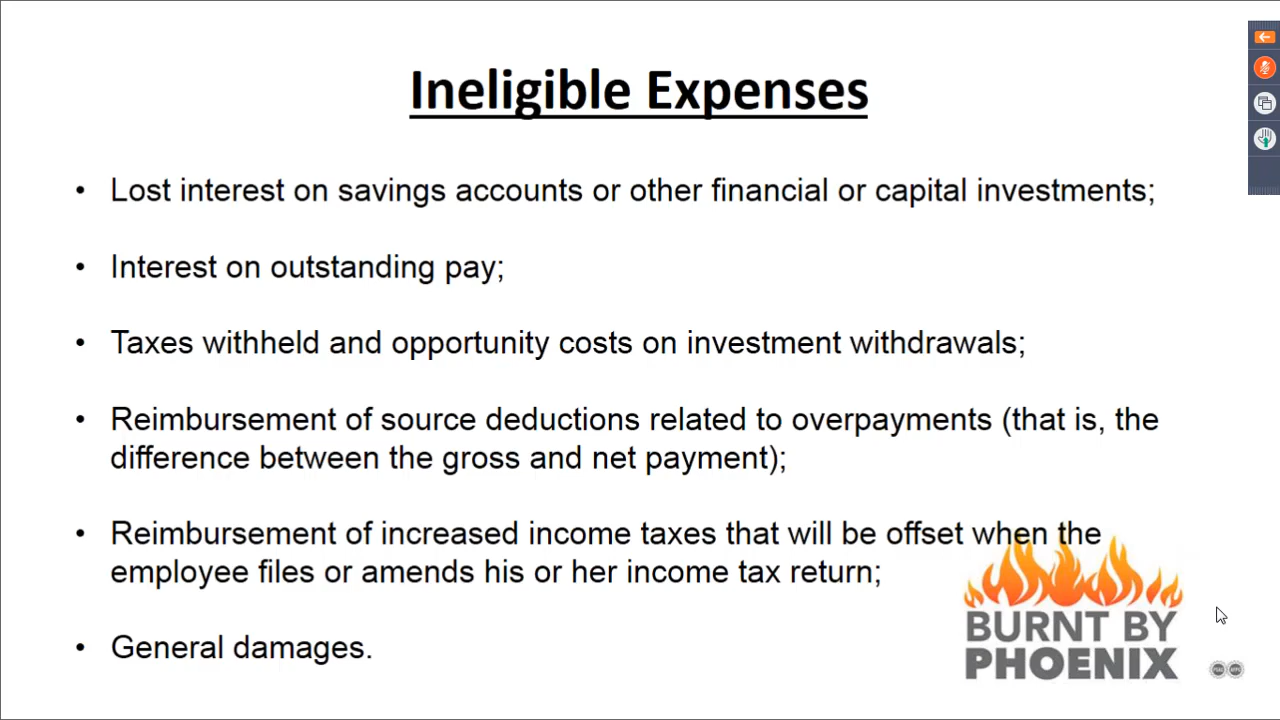 Ineligible Expenses
• Lost interest on savings accounts or other financial or capital investments;
• Interest on outstanding pay;
• Taxes withheld and opportunity costs on investment withdrawals;
• Reimbursement of source deductions related to overpayments (that is, the
difference between the gross and net payment);
• Reimbursement of increased income taxes that will be offset when the
employee files or amends his or her income tax return;
• General damages.
BURNT BY
PHOENIX